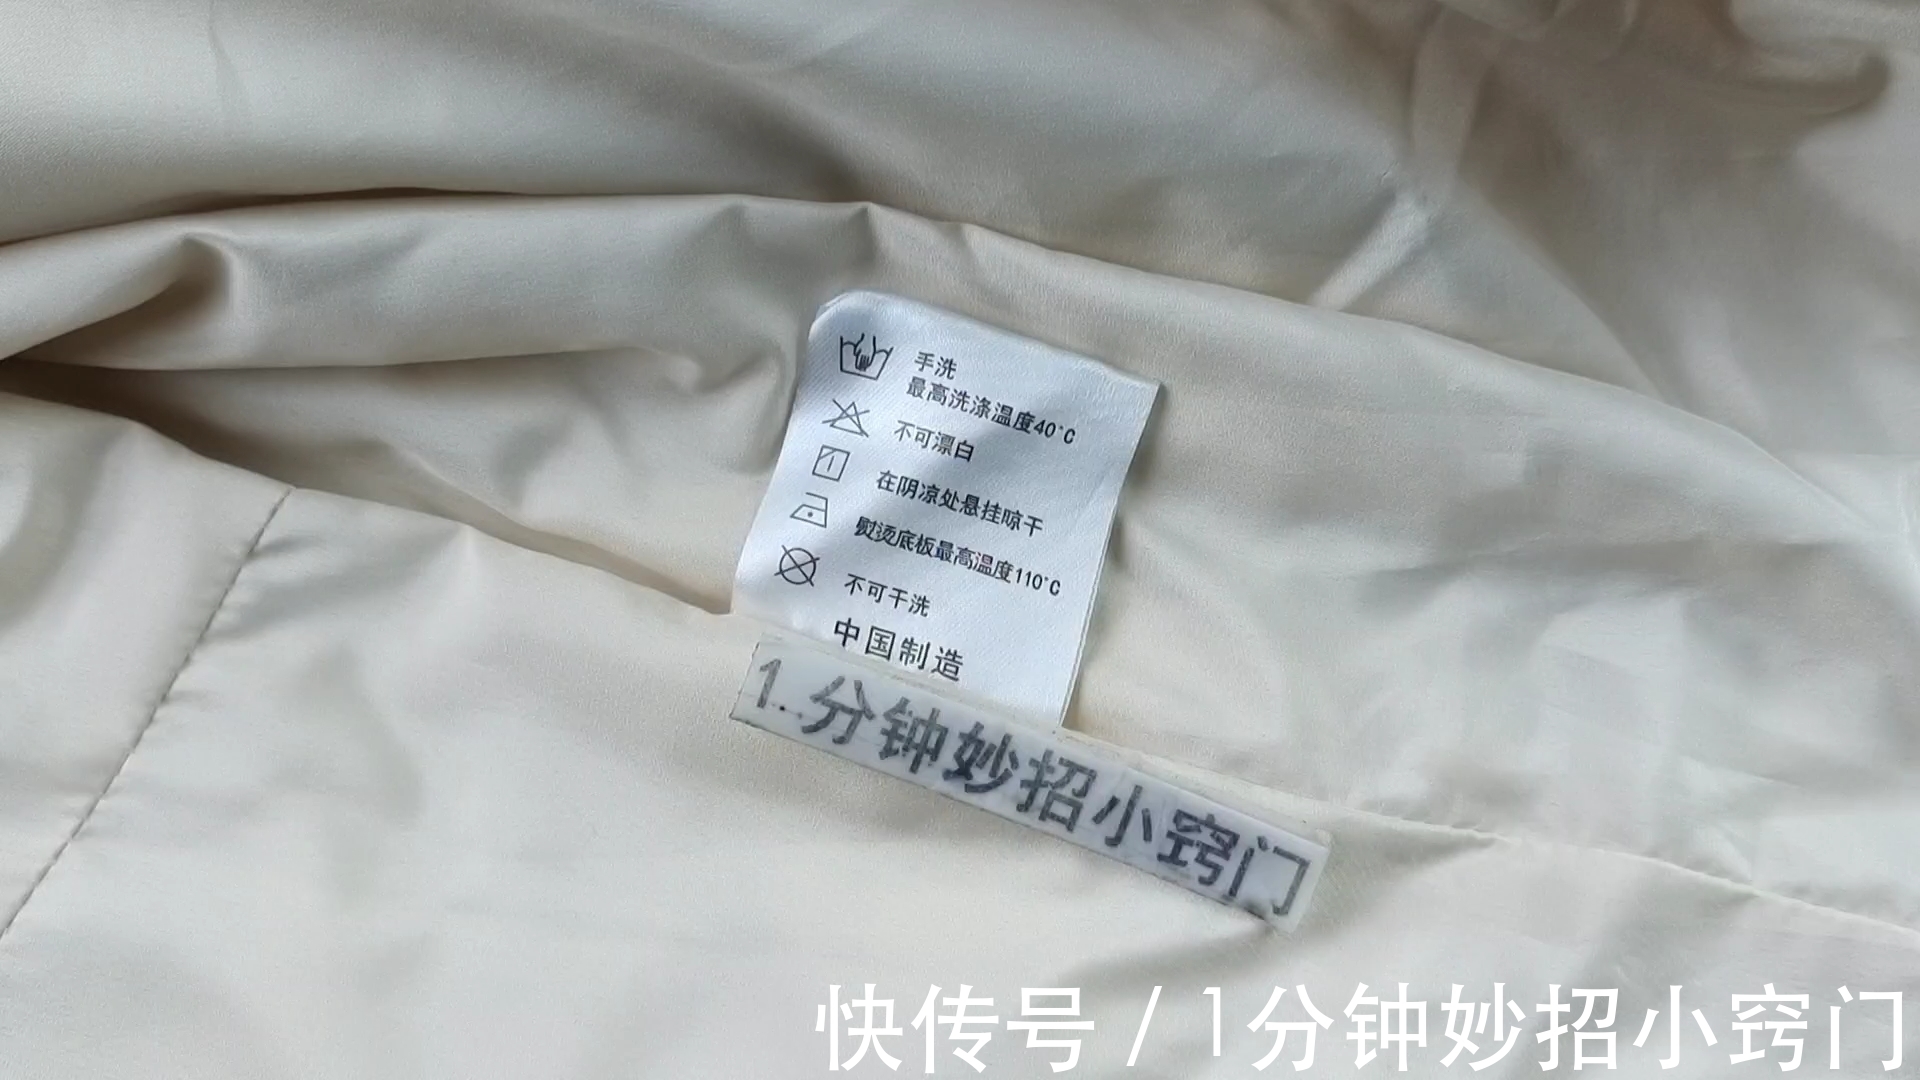 手洗
最高洗涤温度40°C
不可漂白
在阴凉处悬挂晾干
熨烫底板最高温度110°C
不可干洗
中国制造
1.分钟妙招小窍门
快传号 / 1分钟妙招小窍门